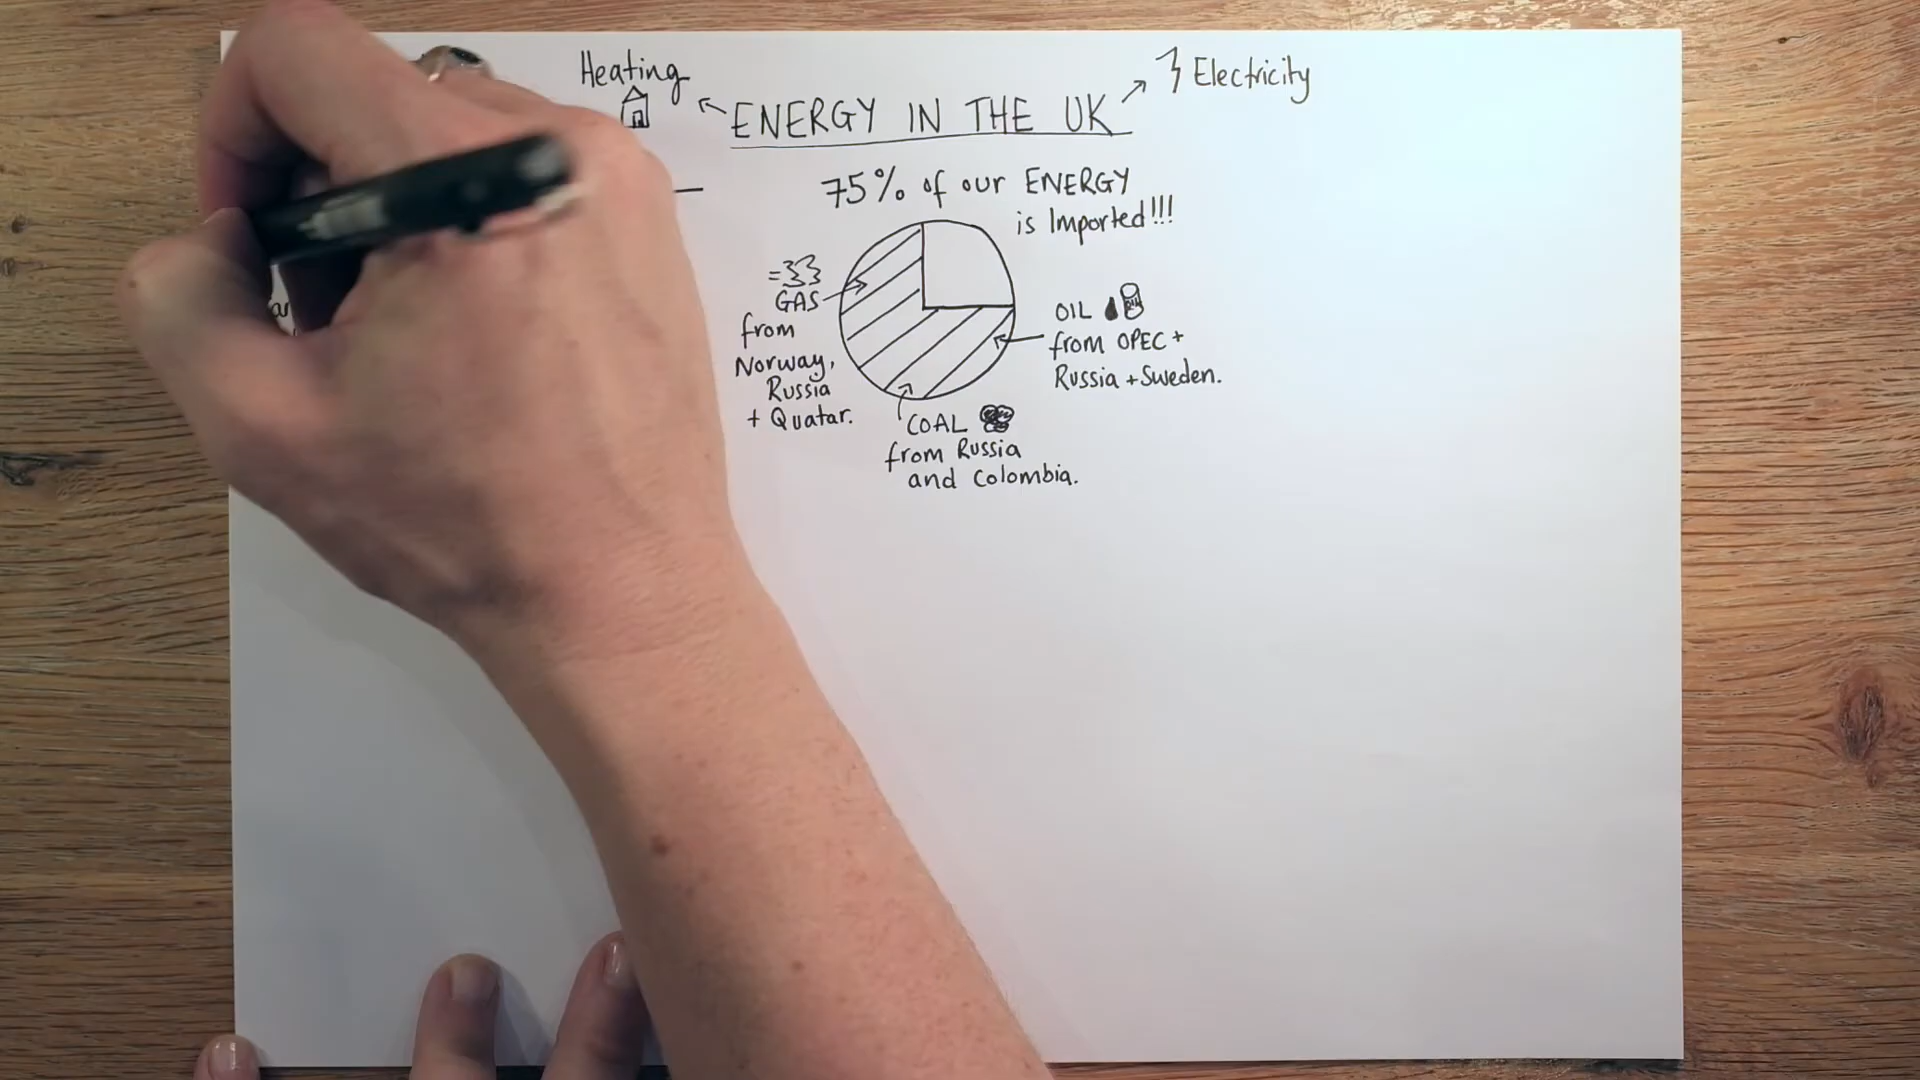 Heating
Electricity
ENERGY IN THE UK
75% of our ENERGY
is Imported!!!
GAS
from
Norway,
Russia
+ Quatar.
OIL
from OPEC +
Russia + Sweden.
COAL
from Russia
and Colombia.